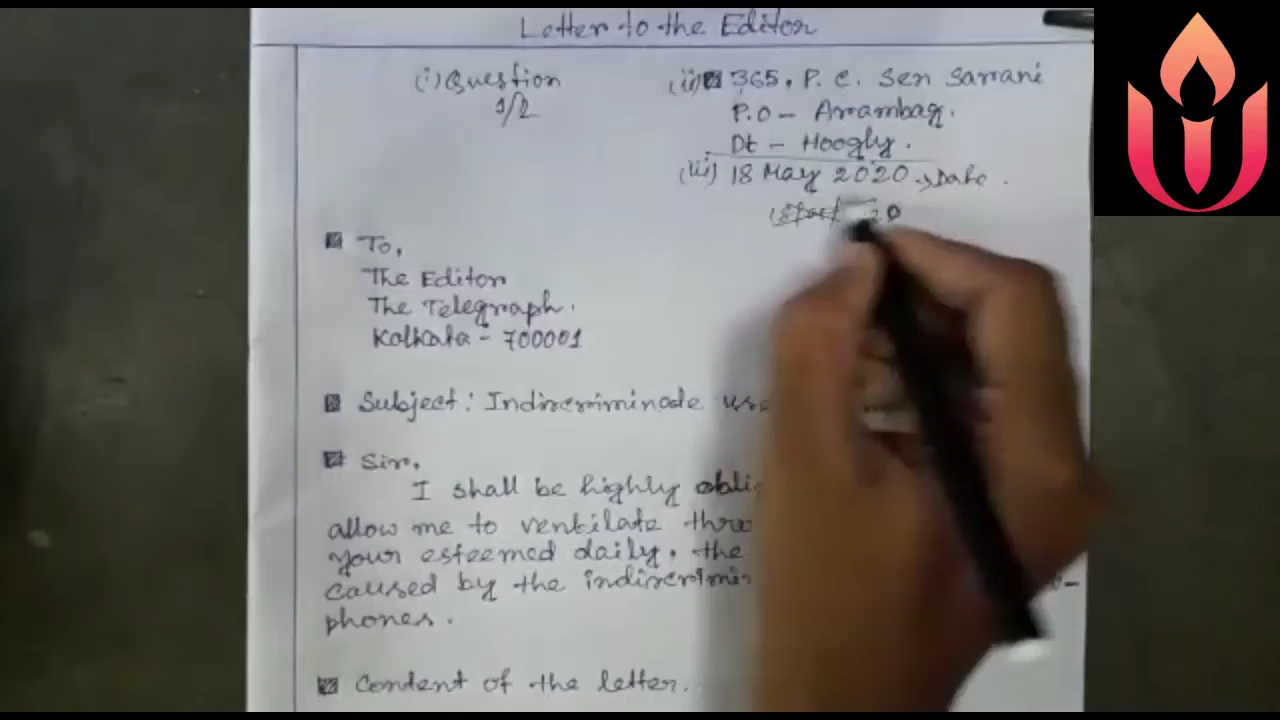 Letter to the Editor
(i) Question
1/2
(ii) 365, P. C. Sen Sarani
P.O - Arambag.
Dt - Hoogly.
(iii) 18 May 2020 → Date.
To,
The Editor
The Telegraph.
Kolkata - 700001
Subject: Indiscriminade use
Sir,
I shall be highly
allow me to ventilate
your esteemed daily, the
caused by the
phones.
Content of the letter.